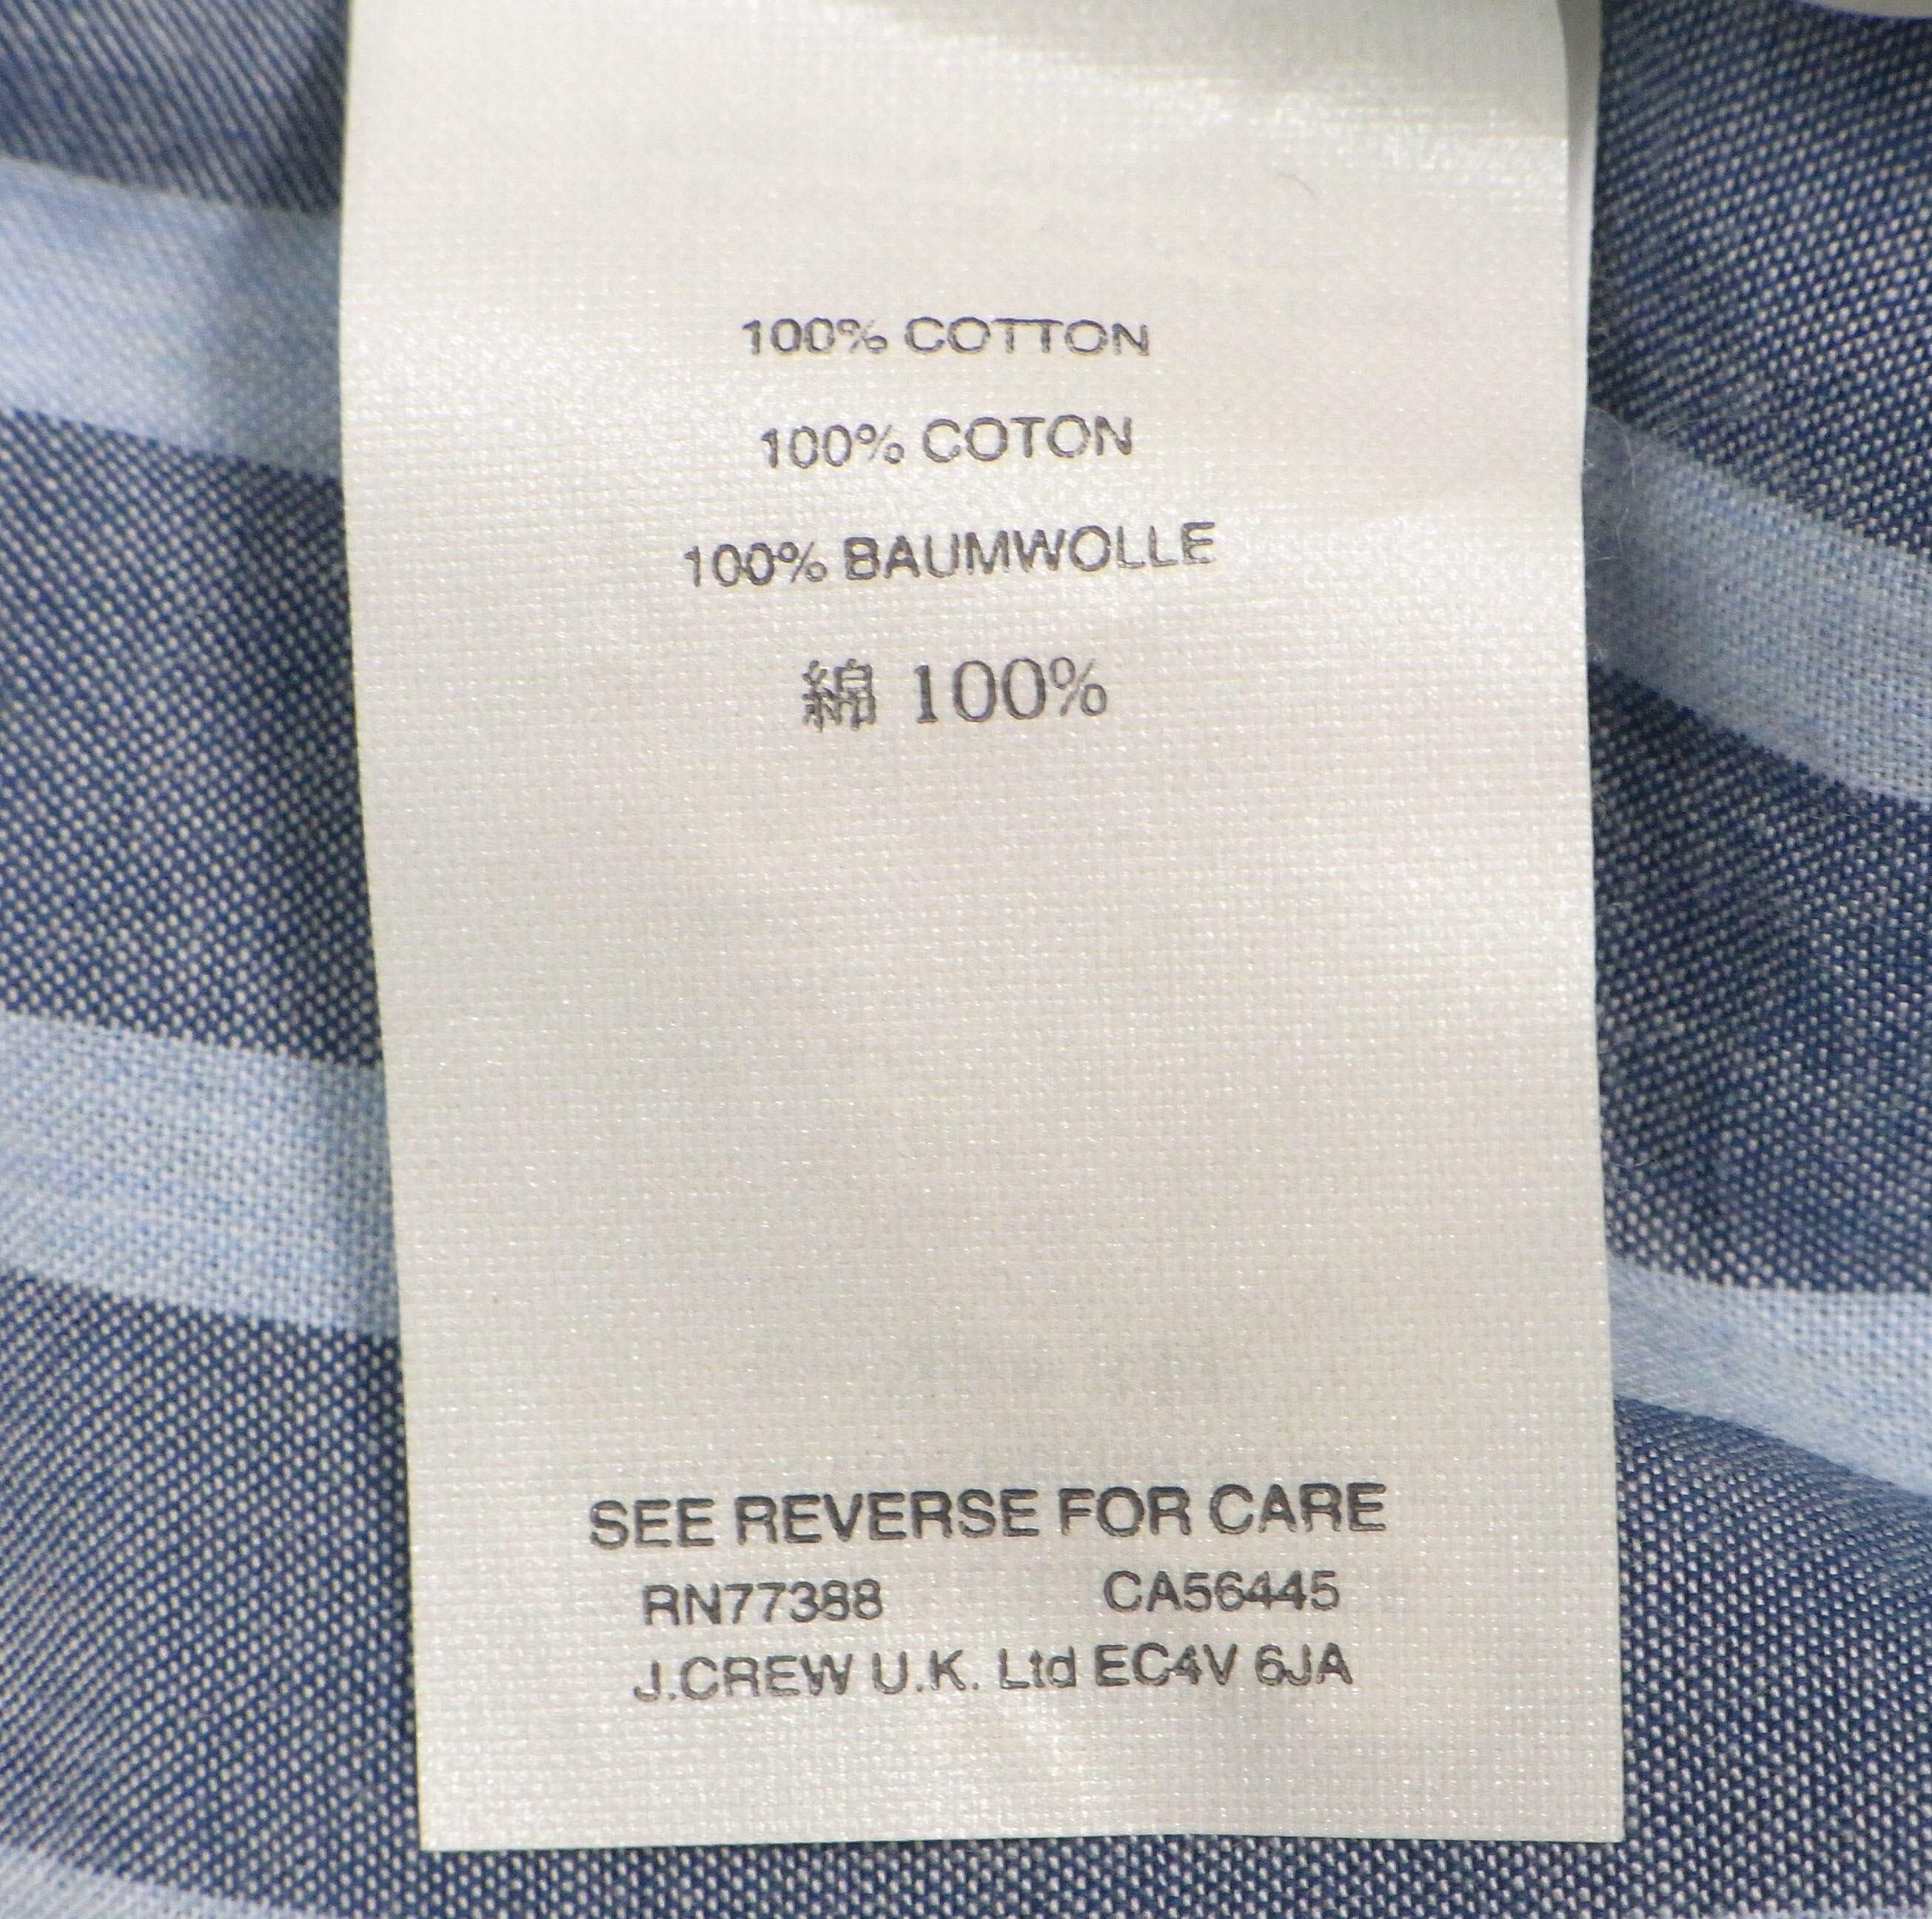 100% COTTON
100% COTON
100% BAUMWOLLE
綿 100%
SEE REVERSE FOR CARE
RN77388 CA56445
J.CREW U.K. Ltd EC4V 6JA